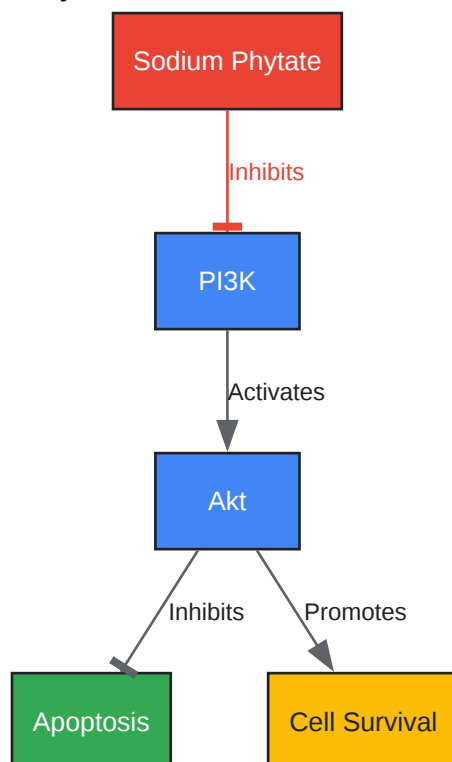 Sodium Phytate
Inhibits
PI3K
Activates
Akt
Inhibits
Promotes
Apoptosis
Cell Survival